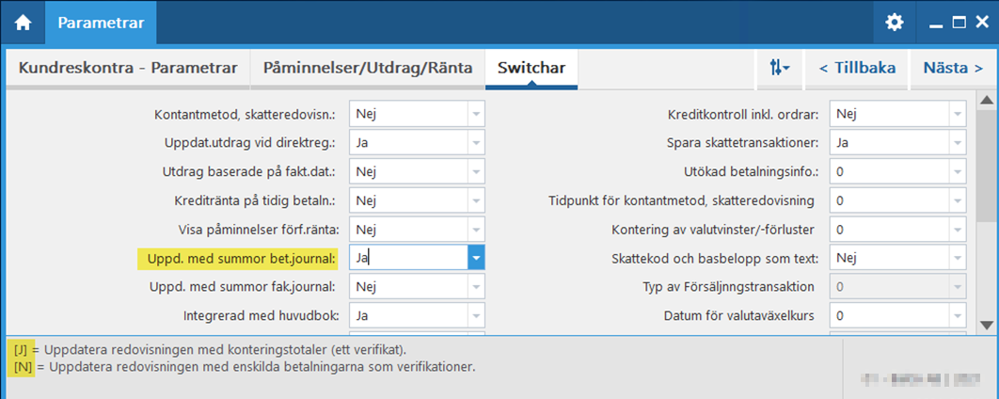 Parametrar
Kundreskontra - Parametrar Påminnelser/Utdrag/Ränta Switchar < Tillbaka Nästa >
Kontantmetod, skatteredovisn.: Nej Kreditkontroll inkl. ordrar: Nej
Uppdat.utdrag vid direktreg.: Ja Spara skattetransaktioner: Ja
Utdrag baserade på fakt.dat.: Nej Utökad betalningsinfo.: 0
Kreditränta på tidig betaln.: Nej Tidpunkt för kontantmetod, skatteredovisning 0
Visa påminnelser förf.ränta: Nej Kontering av valutvinster/-förluster 0
Uppd. med summor bet.journal: Ja Skattekod och basbelopp som text: Nej
Uppd. med summor fak.journal: Nej Typ av Försäljnngstransaktion 0
Integrerad med huvudbok: Ja Datum för valutaväxelkurs 0
[J] = Uppdatera redovisningen med konteringstotaler (ett verifikat).
[N] = Uppdatera redovisningen med enskilda betalningarna som verifikationer.